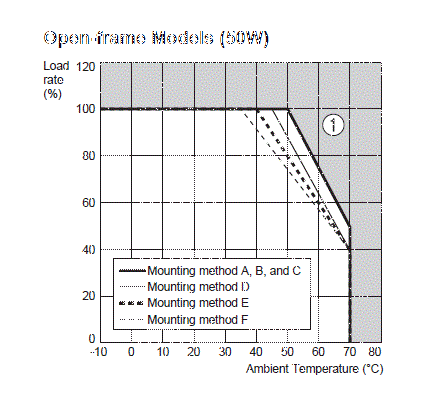 Open-frame Models (50W)
Load
rate
(%)
120
100
80
60
40
20
0
1
Mounting method A, B, and C
Mounting method D
Mounting method E
Mounting method F
-10 0 10 20 30 40 50 60 70 80
Ambient Temperature (°C)